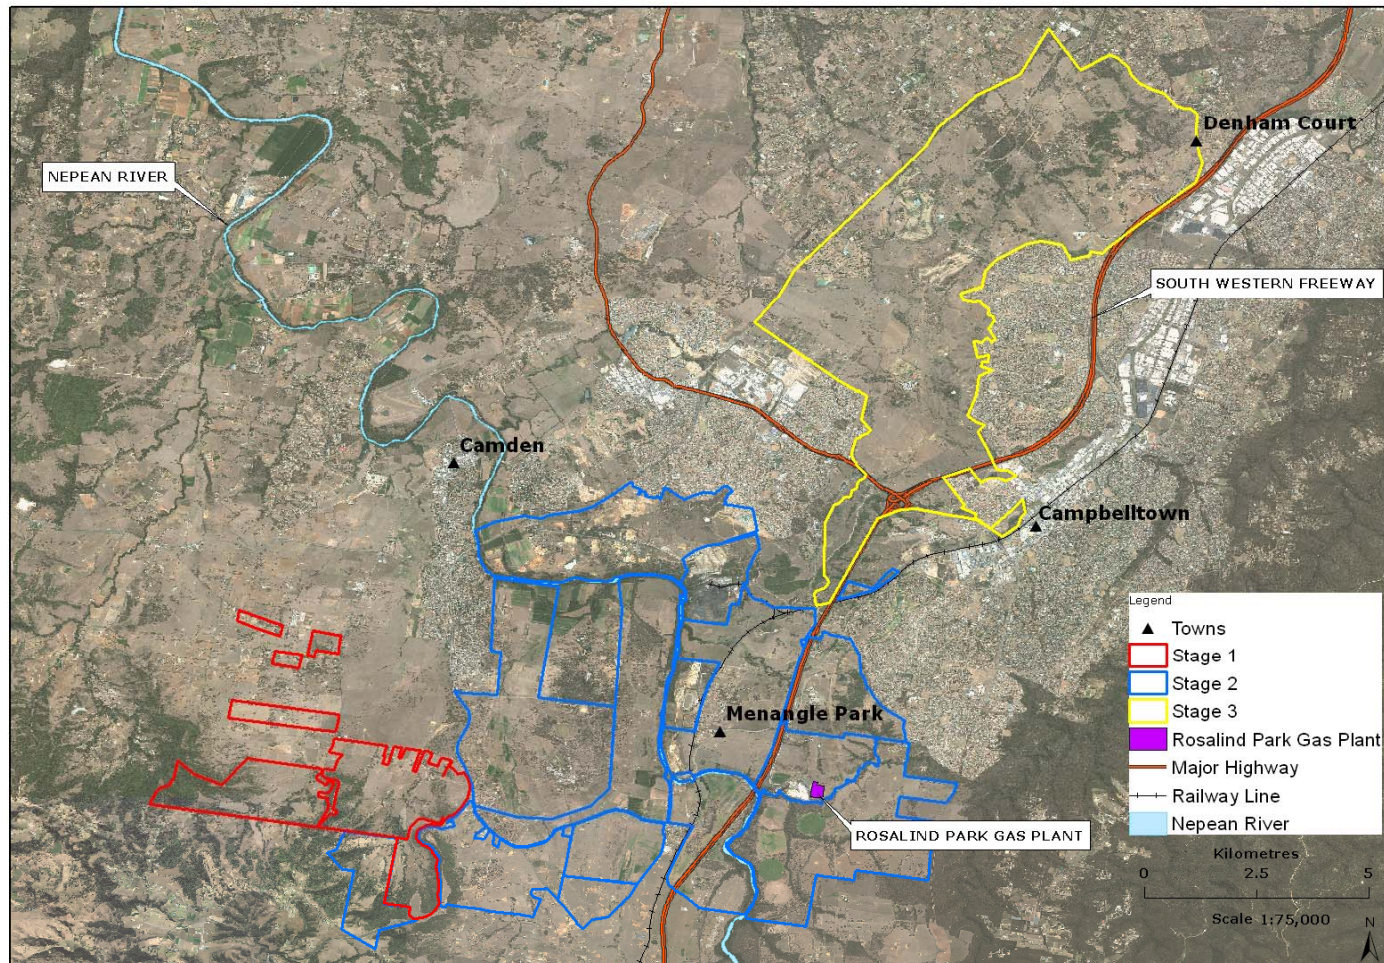 Denham Court
NEPEAN RIVER
SOUTH WESTERN FREEWAY
Camden
Campbelltown
Menangle Park
ROSALIND PARK GAS PLANT
Legend
Towns
Stage 1
Stage 2
Stage 3
Rosalind Park Gas Plant
Major Highway
Railway Line
Nepean River
Kilometres
0 2.5 5
Scale 1:75,000
N